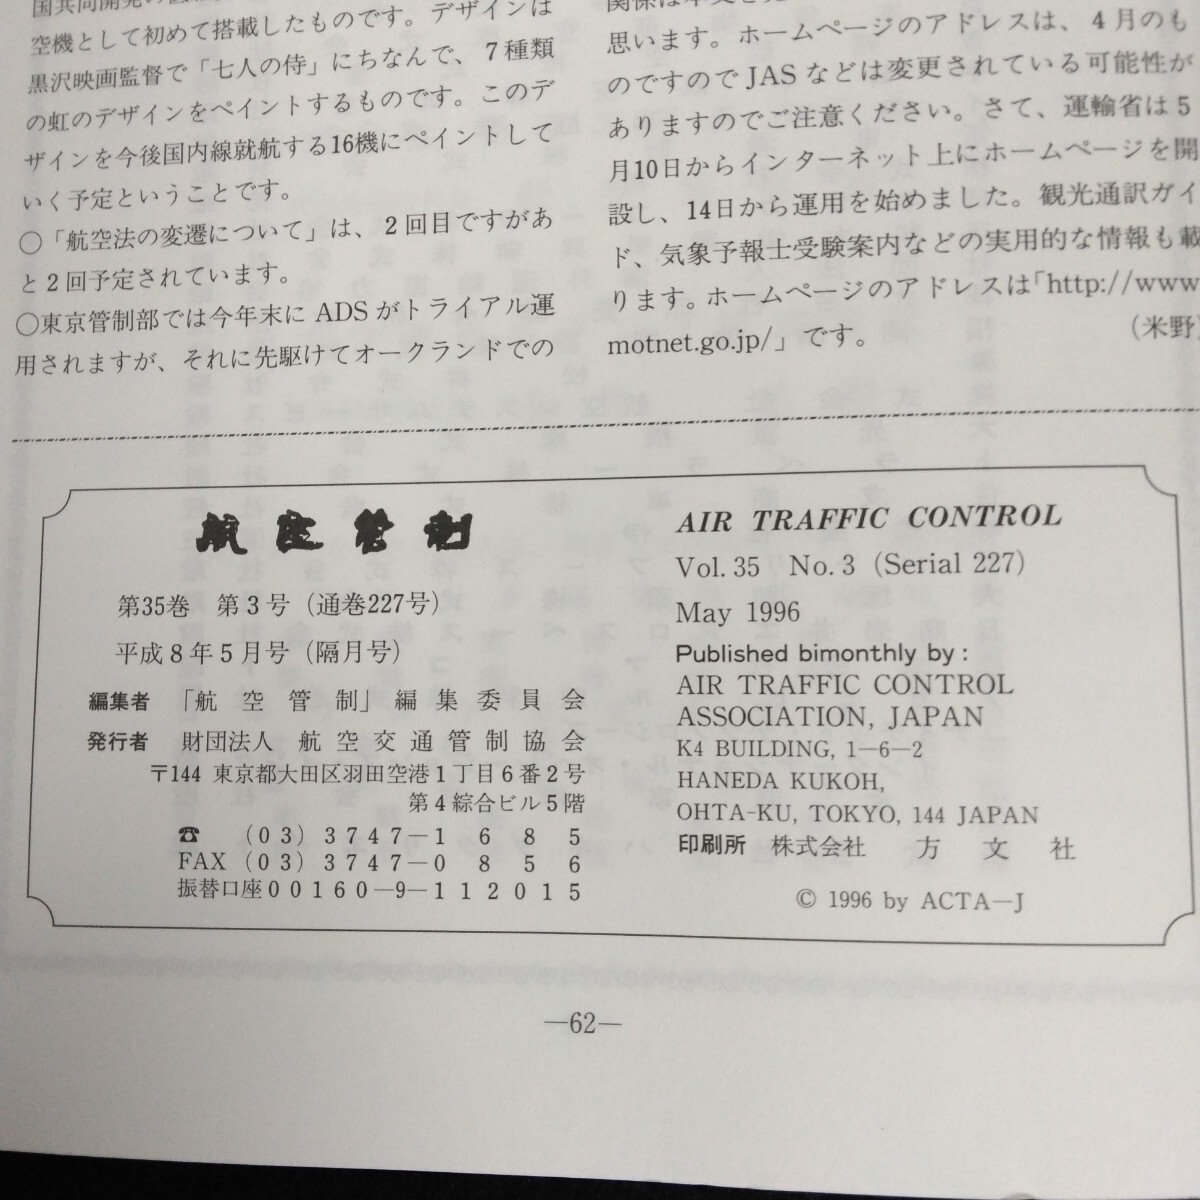 空機として初めて搭載したものです。デザインは
黒沢映画監督で「七人の侍」にちなんで、7種類
の虹のデザインをペイントするものです。このデ
ザインを今後国内線就航する16機にペイントして
いく予定ということです。
○「航空法の変遷について」は、2回目ですがあ
と2回予定されています。
○東京管制部では今年末に ADS がトライアル運
用されますが、それに先駆けてオークランドでの
思います。ホームページのアドレスは、4月のも
のですので JAS などは変更されている可能性が
ありますのでご注意ください。さて、運輸省は5
月10日からインターネット上にホームページを開
設し、14日から運用を始めました。観光通訳ガイ
ド、気象予報士受験案内などの実用的な情報も載
ります。ホームページのアドレスは「http://www
motnet.go.jp/」です。
(米野)
航空管制
第35巻 第3号(通巻227号)
平成8年5月号(隔月号)
編集者 「航空管制」編集委員会
発行者 財団法人 航空交通管制協会
〒144 東京都大田区羽田空港1丁目6番2号
第4綜合ビル5階
☎ (03)3747-1685
FAX (03)3747-0856
振替口座00160-9-112015
AIR TRAFFIC CONTROL
Vol. 35 No. 3 (Serial 227)
May 1996
Published bimonthly by:
AIR TRAFFIC CONTROL
ASSOCIATION, JAPAN
K4 BUILDING, 1-6-2
HANEDA KUKOH,
OHTA-KU, TOKYO, 144 JAPAN
印刷所 株式会社 方文社
© 1996 by ACTA-J
—62—